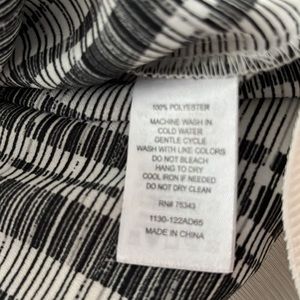 100% POLYESTER
MACHINE WASH IN
COLD WATER
GENTLE CYCLE
WASH WITH LIKE COLORS
DO NOT BLEACH
HANG TO DRY
COOL IRON IF NEEDED
DO NOT DRY CLEAN
RN# 75343
1130-122AD65
MADE IN CHINA